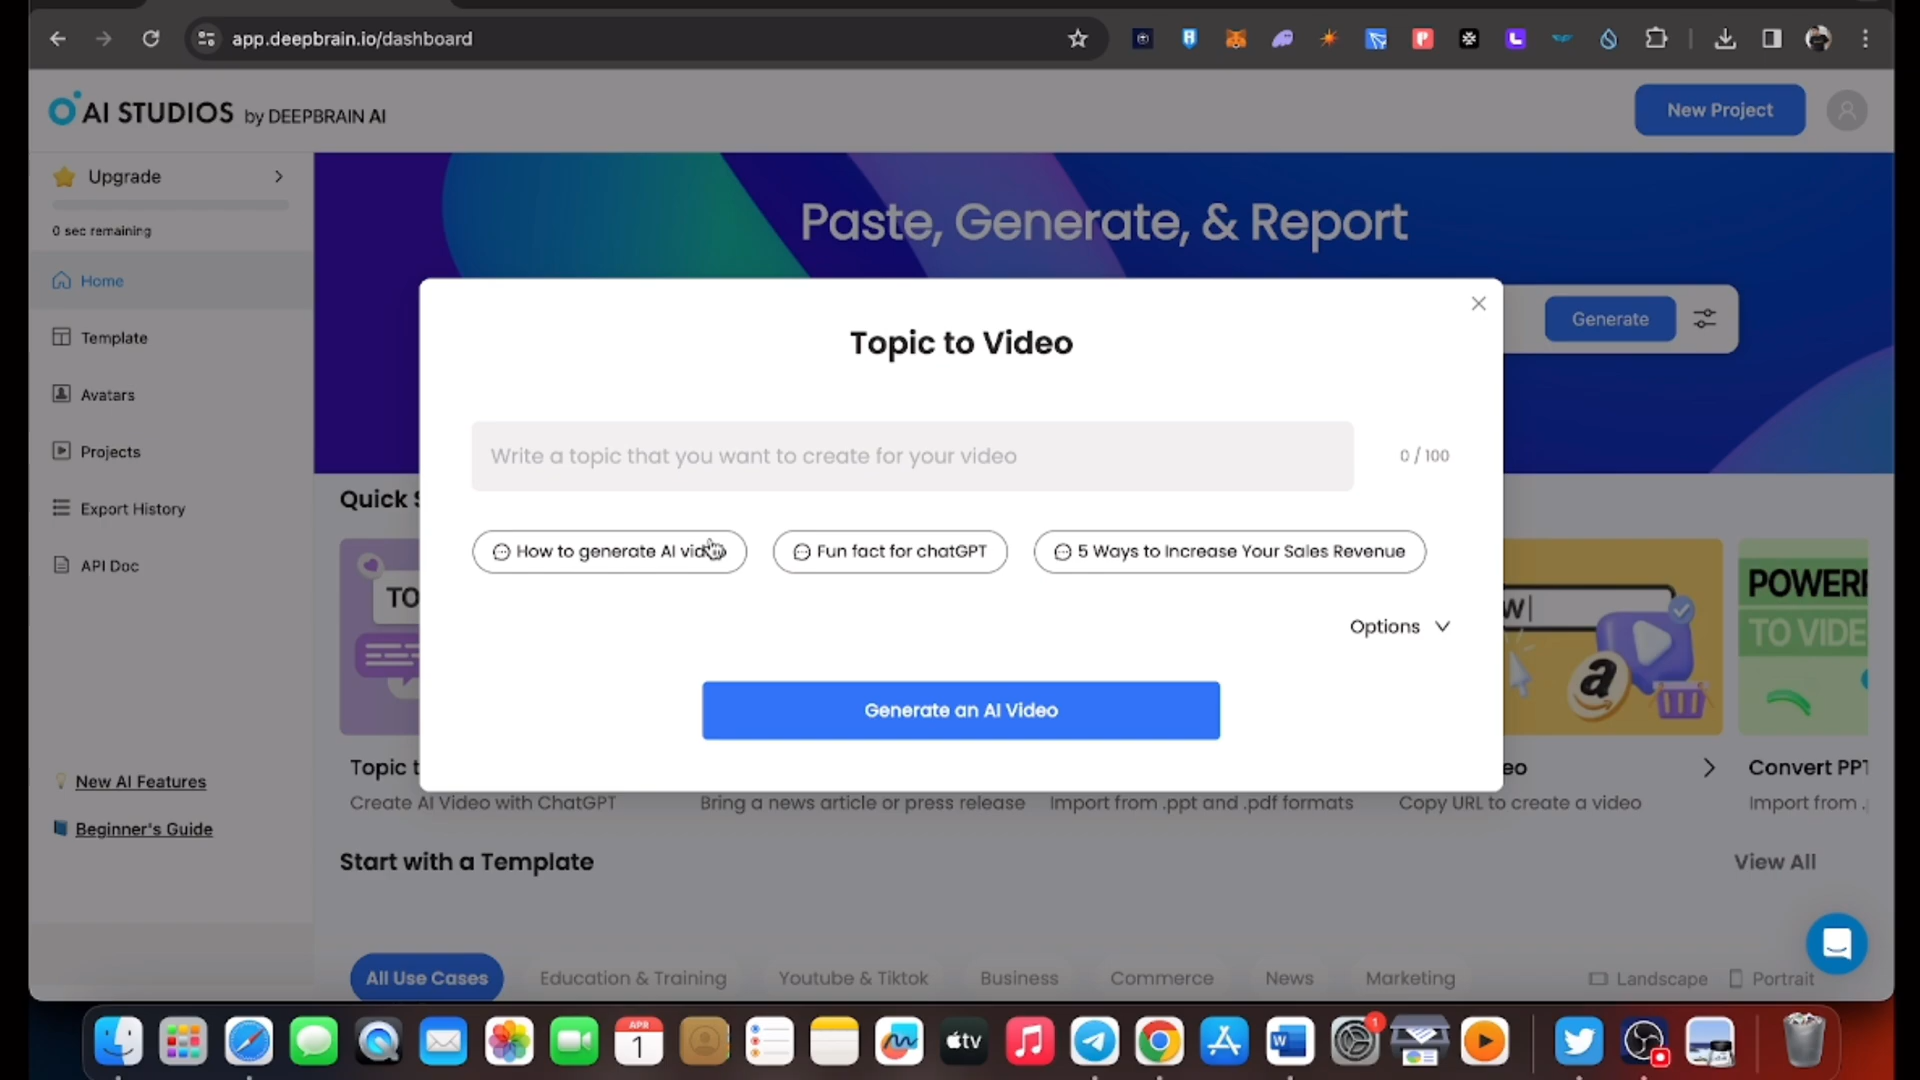 app.deepbrain.io/dashboard
AI STUDIOS by DEEPBRAIN AI
New Project
Upgrade
0 sec remaining
Home
Template
Avatars
Projects
Export History
API Doc
New AI Features
Beginner's Guide
Paste, Generate, & Report
Generate
Topic to Video
Write a topic that you want to create for your video
0 / 100
How to generate AI
Fun fact for chatGPT
5 Ways to Increase Your Sales Revenue
Options
Generate an AI Video
Quick
TO
W
a
POWER
TO VIDE
Topic
Create AI Video with ChatGPT
Bring a news article or press release
Import from .ppt and .pdf formats
eo
Copy URL to create a video
Convert PPT
Import from .
Start with a Template
View All
All Use Cases
Education & Training
Youtube & Tiktok
Business
Commerce
News
Marketing
Landscape
Portrait
APR
1
tv
W
1